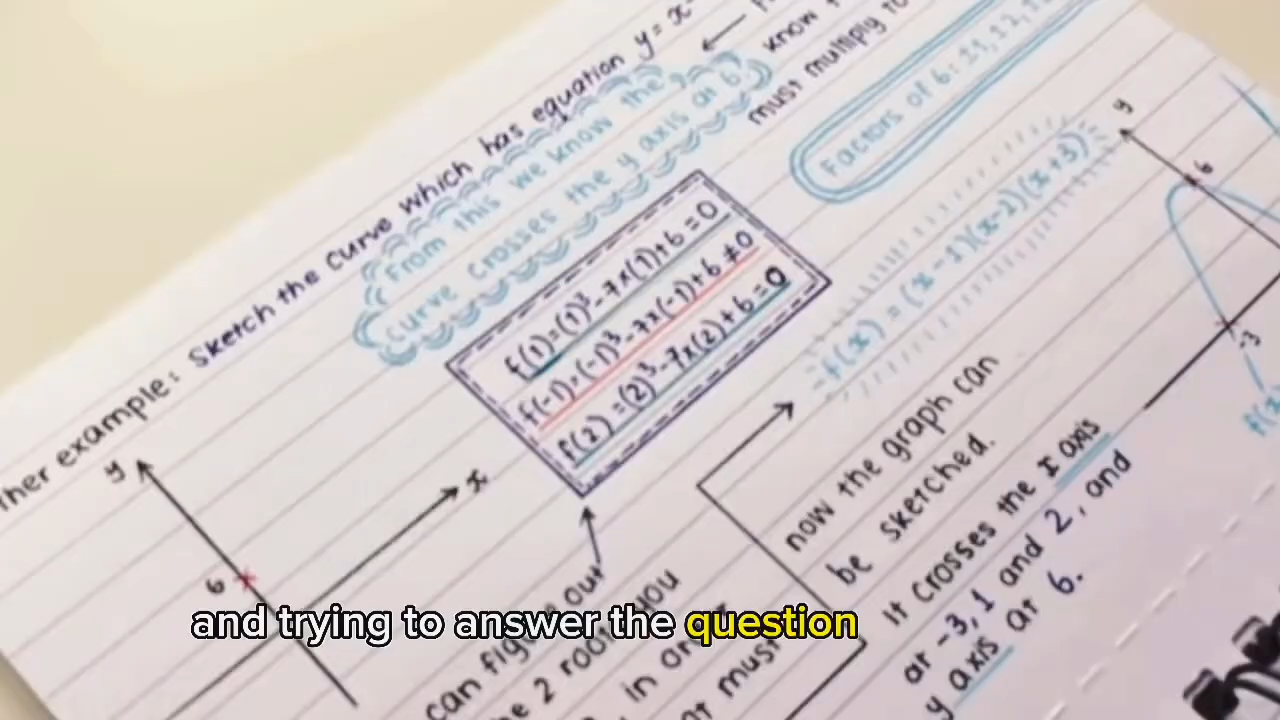 ther example: Sketch the curve which has equation y = x
From this we know the
curve crosses the y axis at 6.
know
must multiply to
Factors of 6: ±1, ±2,
f(1)=(1)³-7x(1)+6=0
f(-1)=(-1)³-7x(-1)+6≠0
f(2)=(2)³-7x(2)+6=0
f(x)=(x-1)(x-2)(x+3)
y
x
6
y
6
-3
now the graph can
be sketched.
It crosses the x axis
at -3, 1 and 2, and
y axis at 6.
can out
2 you
in
must
and trying to answer the question